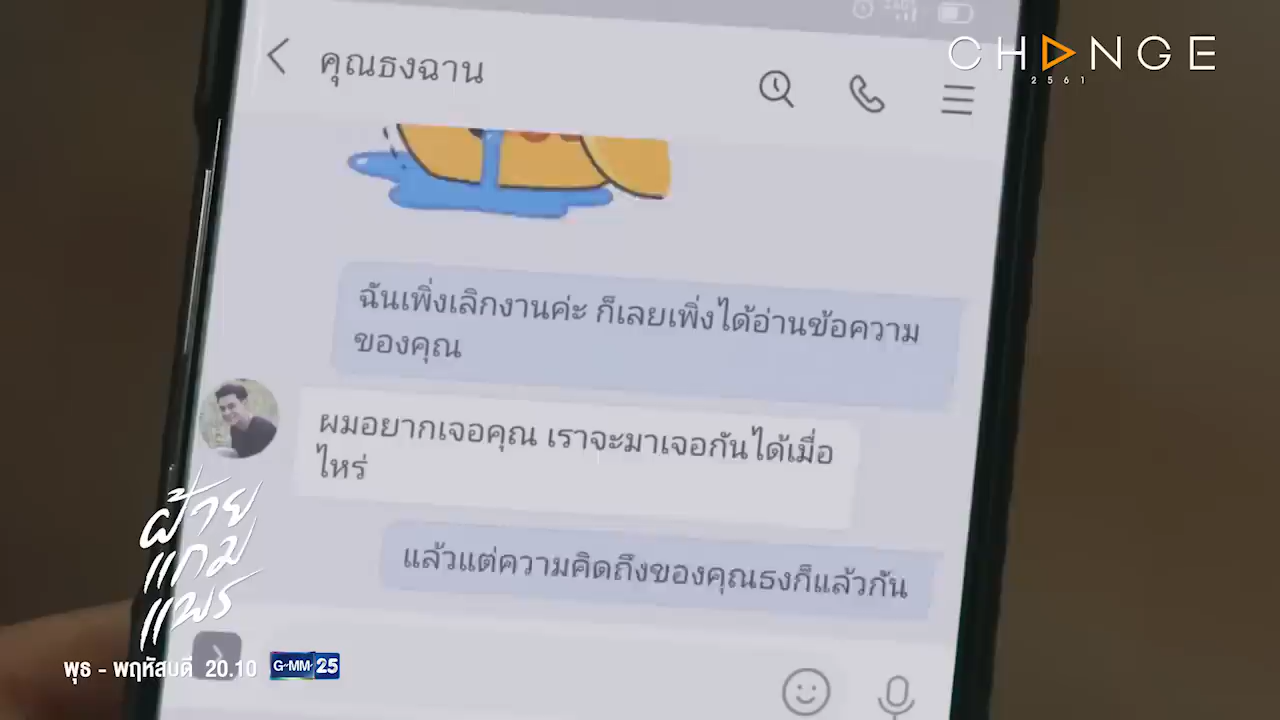 คุณธงฉาน
CHANGE
2561
ฉันเพิ่งเลิกงานค่ะ ก็เลยเพิ่งได้อ่านข้อความ
ของคุณ
ผมอยากเจอคุณ เราจะมาเจอกันได้เมื่อ
ไหร่
แล้วแต่ความคิดถึงของคุณธงก็แล้วกัน
ฝ้าย
แกม
แพร
พุธ - พฤหัสบดี 20.10 GMM 25